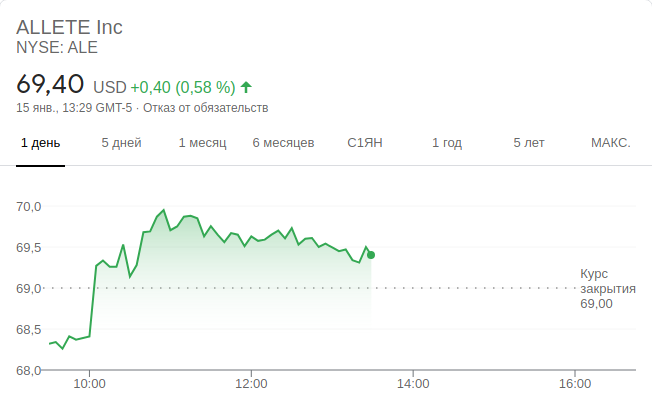 ALLETE Inc
NYSE: ALE
69,40 USD +0,40 (0,58 %)
15 янв., 13:29 GMT-5 · Отказ от обязательств
1 день 5 дней 1 месяц 6 месяцев С1ЯН 1 год 5 лет МАКС.
70,0
69,5
69,0
68,5
68,0
Курс
закрытия
69,00
10:00 12:00 14:00 16:00